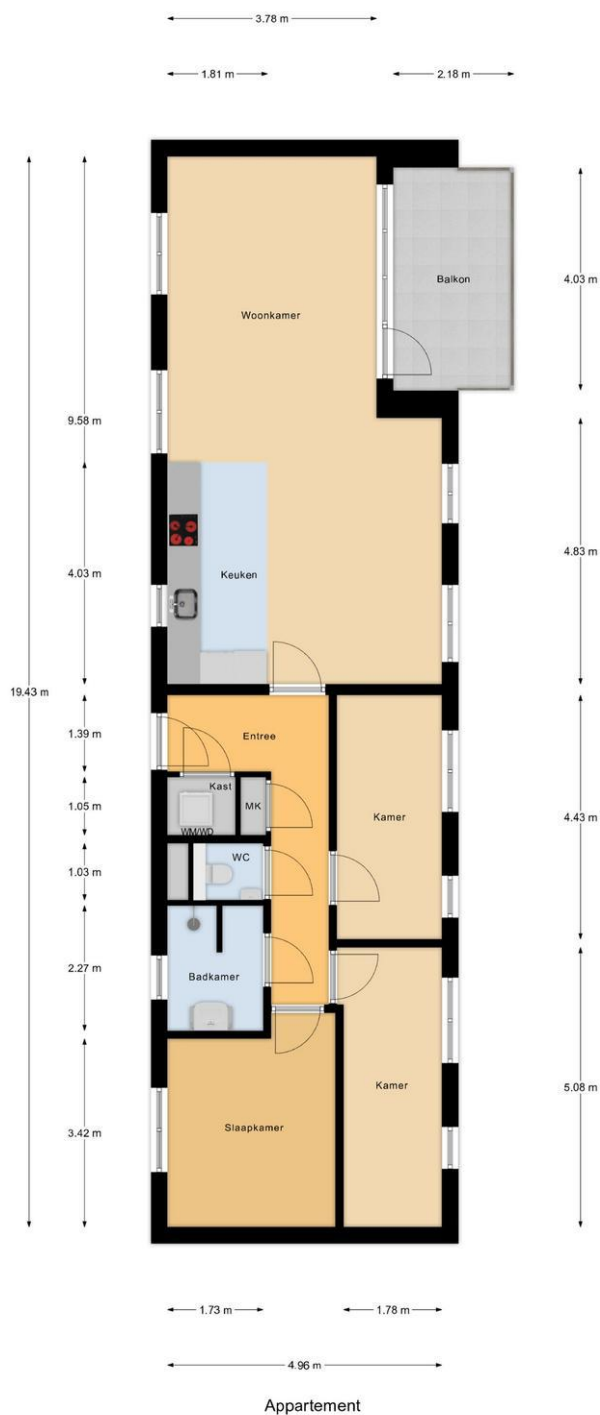 3.78 m
1.81 m
2.18 m
Balkon
4.03 m
Woonkamer
9.58 m
Keuken
4.03 m
4.83 m
19.43 m
1.39 m
Entree
Kast
1.05 m
MK
Kamer
4.43 m
WM/WD
WC
1.03 m
Badkamer
2.27 m
Kamer
5.08 m
Slaapkamer
3.42 m
1.73 m
1.78 m
4.96 m
Appartement